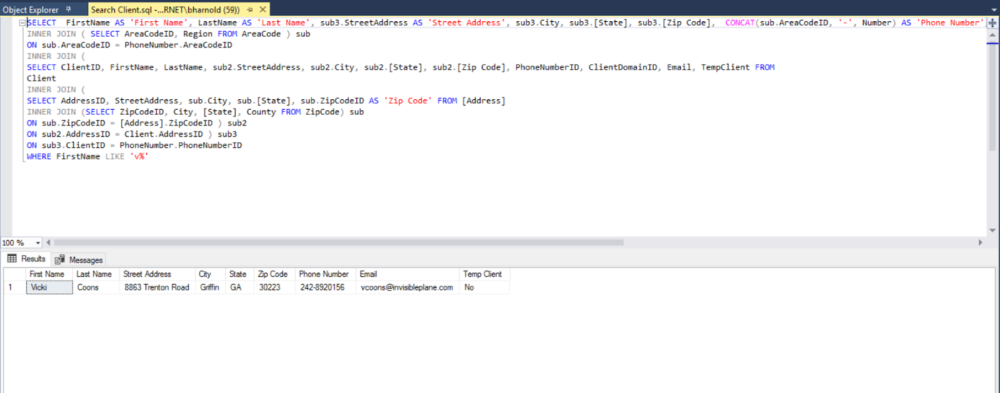 Object Explorer
Search Client.sql -...RNET\bharnold (59))
SELECT  FirstName AS 'First Name', LastName AS 'Last Name', sub3.StreetAddress AS 'Street Address', sub3.City, sub3.[State], sub3.[Zip Code],  CONCAT(sub.AreaCodeID, '-', Number) AS 'Phone Number',
INNER JOIN ( SELECT AreaCodeID, Region FROM AreaCode ) sub
ON sub.AreaCodeID = PhoneNumber.AreaCodeID
INNER JOIN (
SELECT ClientID, FirstName, LastName, sub2.StreetAddress, sub2.City, sub2.[State], sub2.[Zip Code], PhoneNumberID, ClientDomainID, Email, TempClient FROM
Client
INNER JOIN (
SELECT AddressID, StreetAddress, sub.City, sub.[State], sub.ZipCodeID AS 'Zip Code' FROM [Address]
INNER JOIN (SELECT ZipCodeID, City, [State], County FROM ZipCode) sub
ON sub.ZipCodeID = [Address].ZipCodeID ) sub2
ON sub2.AddressID = Client.AddressID ) sub3
ON sub3.ClientID = PhoneNumber.PhoneNumberID
WHERE FirstName LIKE 'v%'
100 %
Results Messages
First Name Last Name Street Address City State Zip Code Phone Number Email Temp Client
1 Vicki Coons 8863 Trenton Road Griffin GA 30223 242-8920156 vcoons@invisibleplane.com No